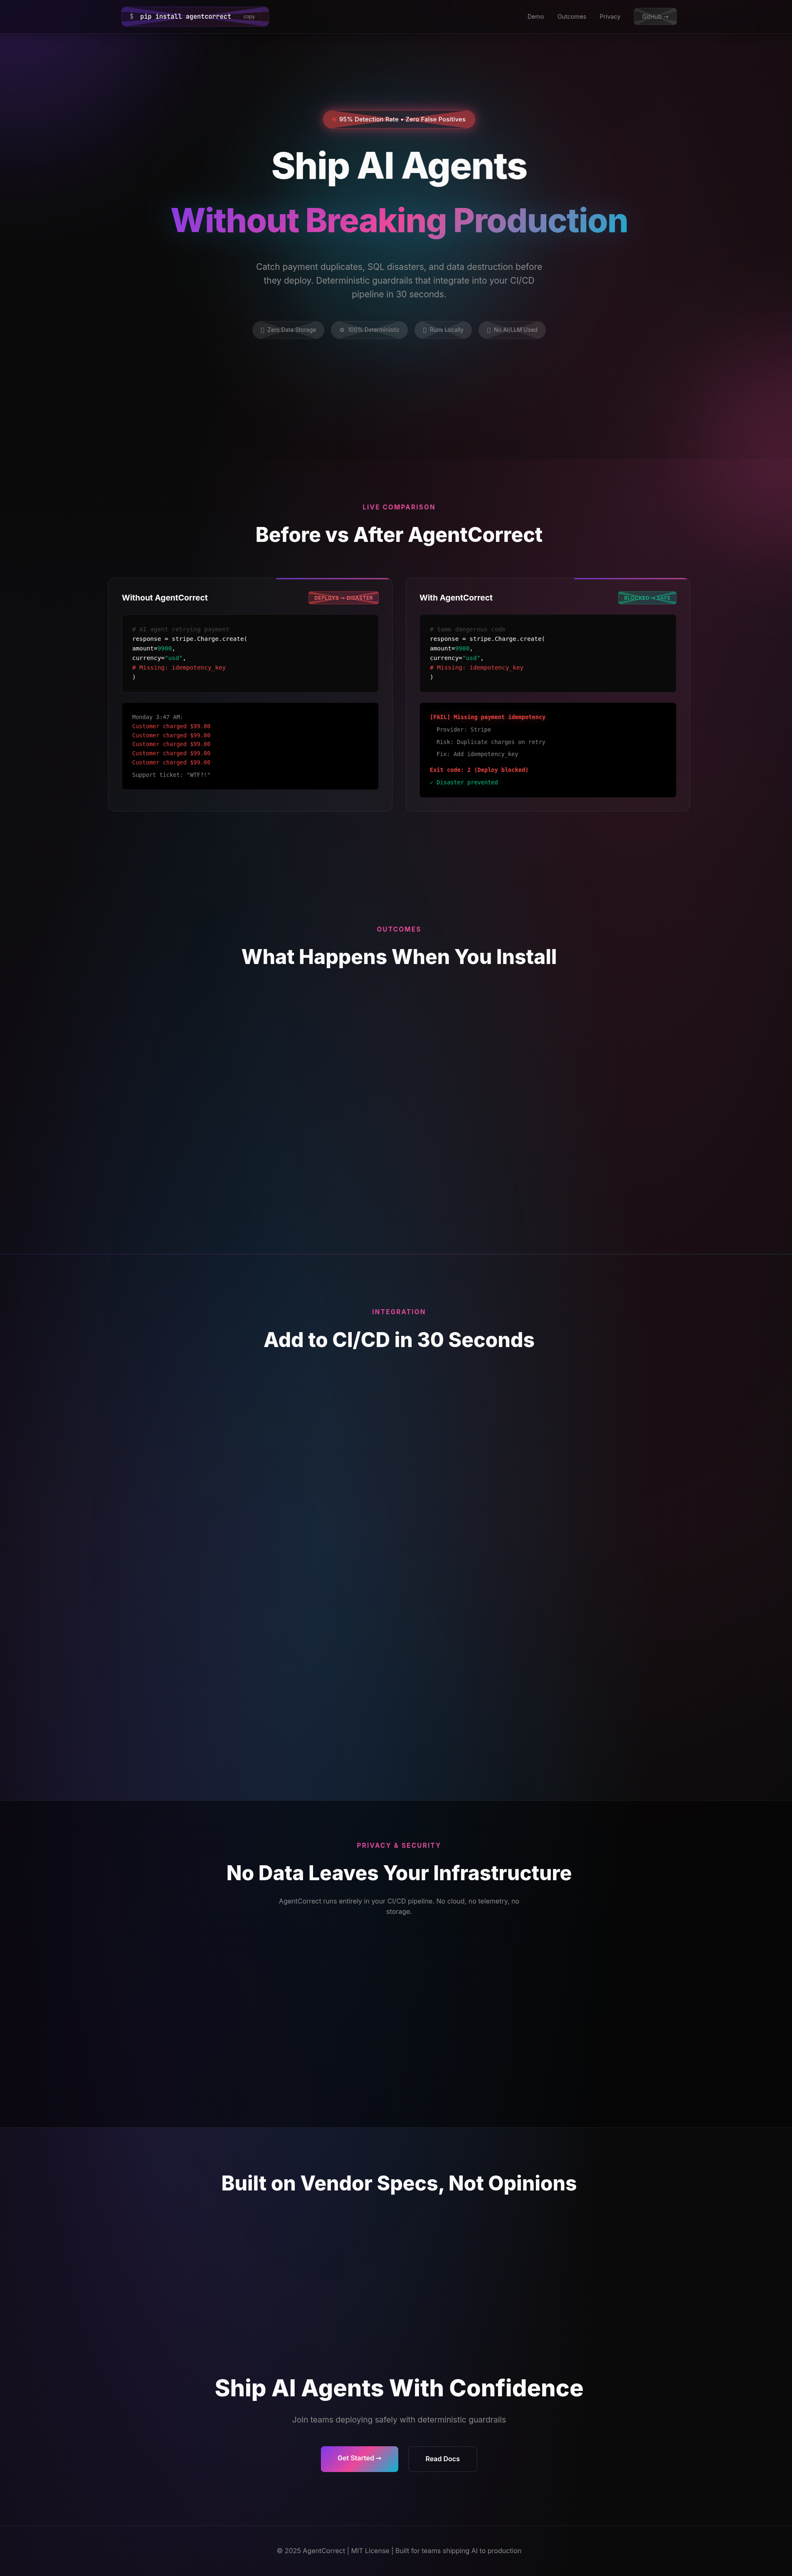 $ pip install agentcorrect copy
Demo Outcomes Privacy GitHub →
95% Detection Rate • Zero False Positives
Ship AI Agents
Without Breaking Production
Catch payment duplicates, SQL disasters, and data destruction before
they deploy. Deterministic guardrails that integrate into your CI/CD
pipeline in 30 seconds.
Zero Data Storage
100% Deterministic
Runs Locally
No AI/LLM Used
LIVE COMPARISON
Before vs After AgentCorrect
Without AgentCorrect
DEPLOYS → DISASTER
# AI agent retrying payment
response = stripe.Charge.create(
amount=9900,
currency="usd",
# Missing: idempotency_key
)
Monday 3:47 AM:
Customer charged $99.00
Customer charged $99.00
Customer charged $99.00
Customer charged $99.00
Customer charged $99.00
Support ticket: "WTF?!"
With AgentCorrect
BLOCKED → SAFE
# Same dangerous code
response = stripe.Charge.create(
amount=9900,
currency="usd",
# Missing: idempotency_key
)
[FAIL] Missing payment idempotency
Provider: Stripe
Risk: Duplicate charges on retry
Fix: Add idempotency_key
Exit code: 2 (Deploy blocked)
✓ Disaster prevented
OUTCOMES
What Happens When You Install
INTEGRATION
Add to CI/CD in 30 Seconds
PRIVACY & SECURITY
No Data Leaves Your Infrastructure
AgentCorrect runs entirely in your CI/CD pipeline. No cloud, no telemetry, no
storage.
Built on Vendor Specs, Not Opinions
Ship AI Agents With Confidence
Join teams deploying safely with deterministic guardrails
Get Started →
Read Docs
© 2025 AgentCorrect | MIT License | Built for teams shipping AI to production